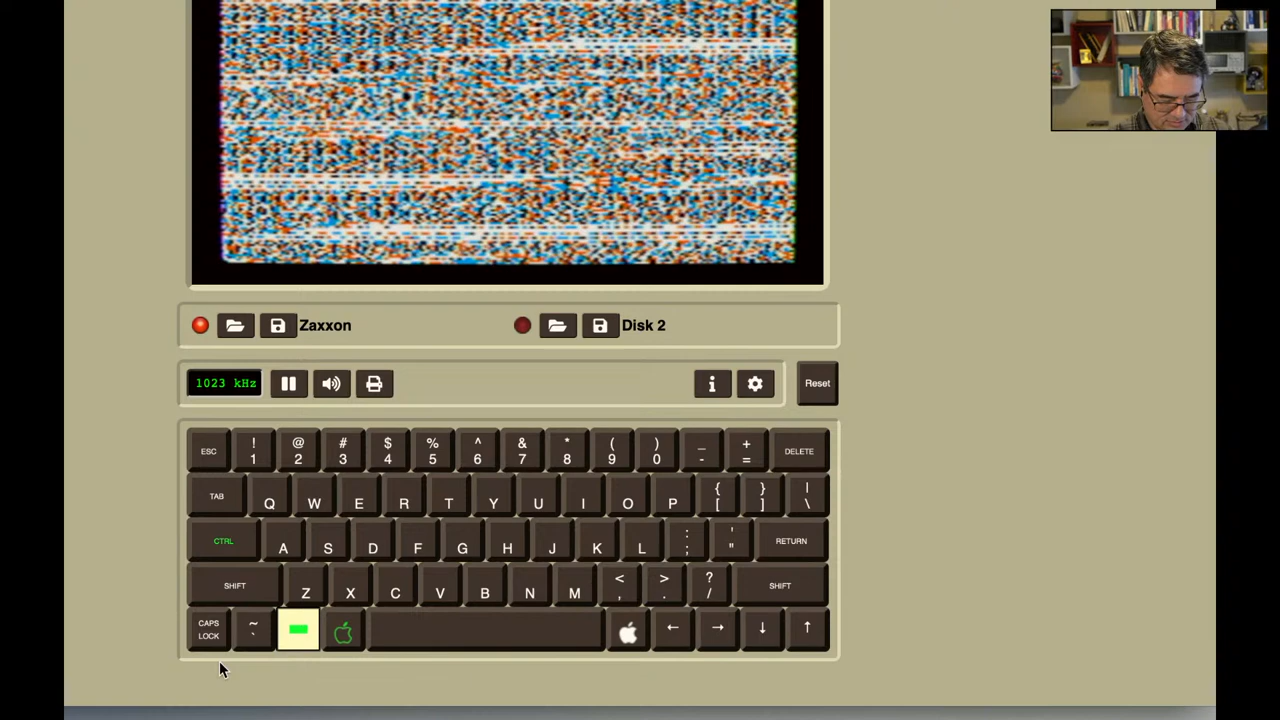 Zaxxon Disk 2
1023 kHz Reset
ESC ! 1 @ 2 # 3 $ 4 % 5 ^ 6 & 7 * 8 ( 9 ) 0 _ - + = DELETE
TAB Q W E R T Y U I O P { [ } ] | \
CTRL A S D F G H J K L : ; ' " RETURN
SHIFT Z X C V B N M < , > . ? / SHIFT
CAPS LOCK ~ ` ← → ↓ ↑